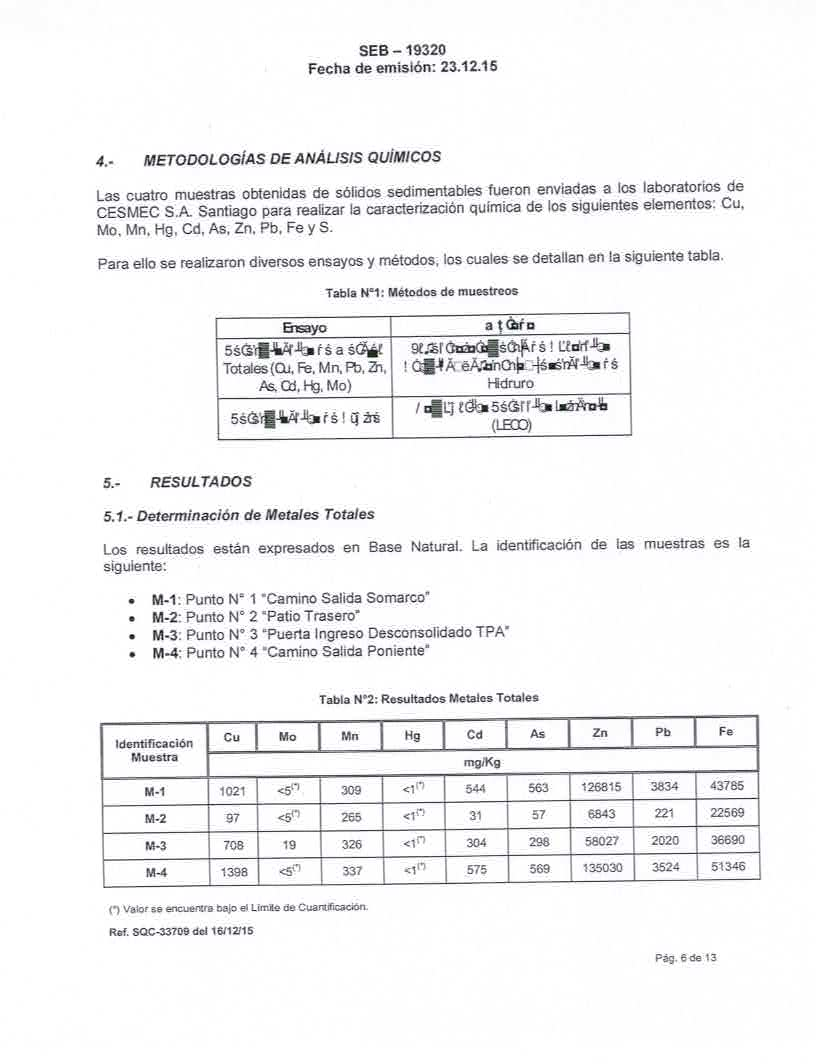 SEB – 19320
Fecha de emisión: 23.12.15
4.- METODOLOGÍAS DE ANÁLISIS QUÍMICOS
Las cuatro muestras obtenidas de sólidos sedimentables fueron enviadas a los laboratorios de
CESMEC S.A. Santiago para realizar la caracterización química de los siguientes elementos: Cu,
Mo, Mn, Hg, Cd, As, Zn, Pb, Fe y S.
Para ello se realizaron diversos ensayos y métodos, los cuales se detallan en la siguiente tabla.
Tabla N°1: Métodos de muestreos
Ensayo
Totales (Cu, Fe, Mn, Pb, Zn,
As, Cd, Hg, Mo)
Hidruro
(LECO)
5.- RESULTADOS
5.1.- Determinación de Metales Totales
Los resultados están expresados en Base Natural. La identificación de las muestras es la
siguiente:
• M-1: Punto N° 1 "Camino Salida Somarco"
• M-2: Punto N° 2 "Patio Trasero"
• M-3: Punto N° 3 "Puerta Ingreso Desconsolidado TPA"
• M-4: Punto N° 4 "Camino Salida Poniente"
Tabla N°2: Resultados Metales Totales
Identificación Muestra Cu Mo Mn Hg Cd As Zn Pb Fe
mg/Kg
M-1 1021 <5(*) 309 <1(*) 544 563 126815 3834 43785
M-2 97 <5(*) 265 <1(*) 31 57 6843 221 22569
M-3 708 19 326 <1(*) 304 298 58027 2020 36690
M-4 1398 <5(*) 337 <1(*) 575 569 135030 3524 51346
(*) Valor se encuentra bajo el Límite de Cuantificación.
Ref. SQC-33709 del 16/12/15
Pág. 6 de 13